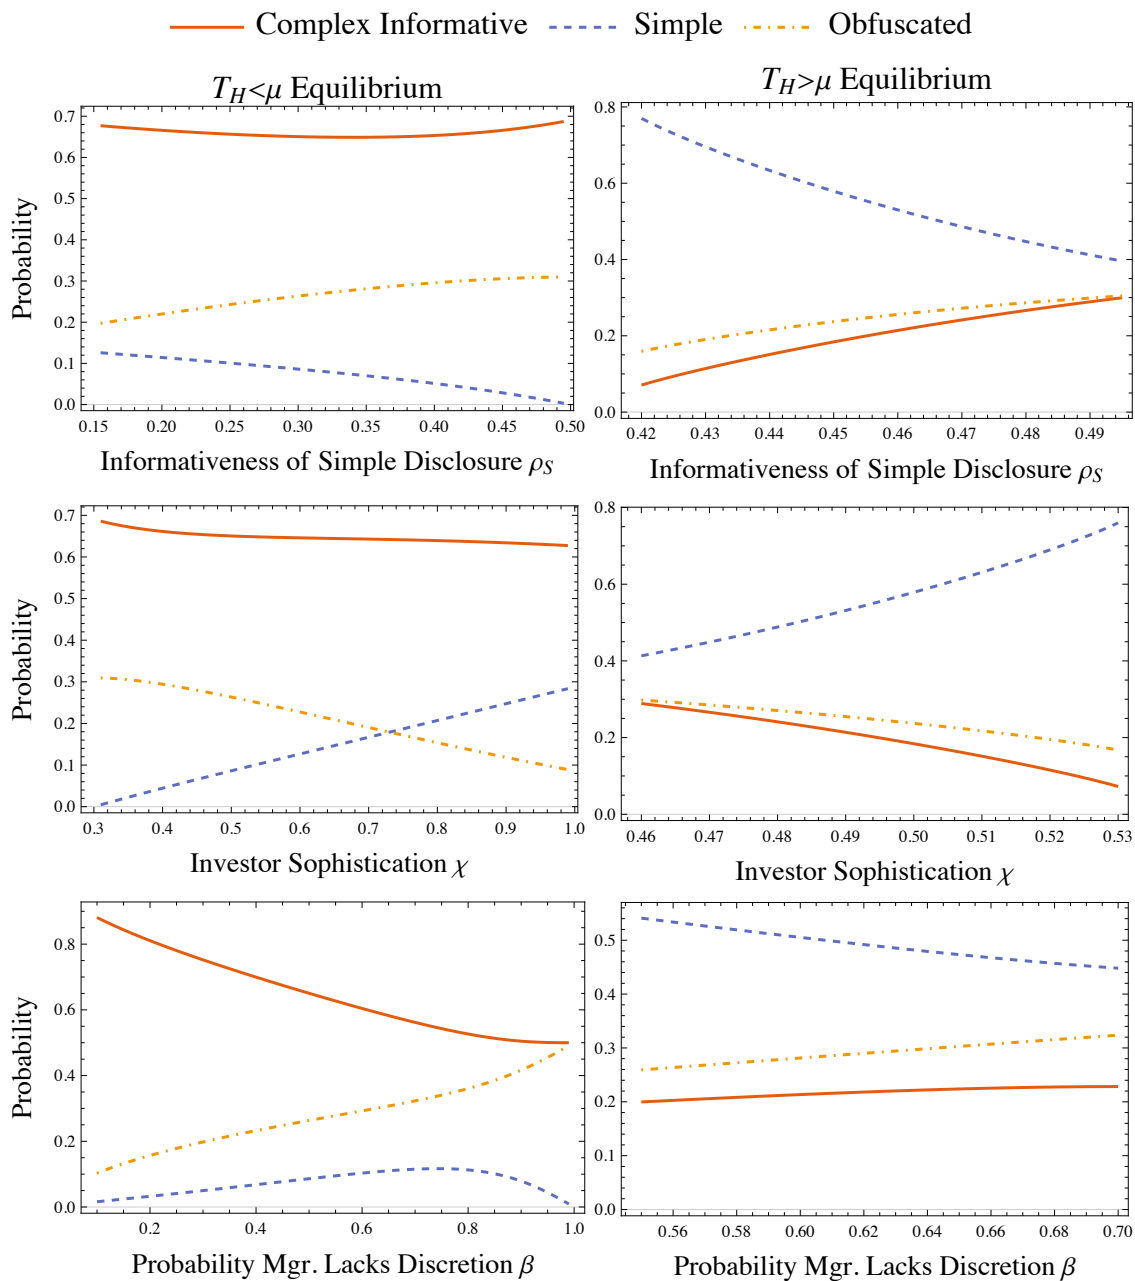 Complex Informative Simple Obfuscated
T_H<μ Equilibrium
T_H>μ Equilibrium
Probability
0.7
0.6
0.5
0.4
0.3
0.2
0.1
0.0
0.15 0.20 0.25 0.30 0.35 0.40 0.45 0.50
Informativeness of Simple Disclosure ρ_S
0.8
0.6
0.4
0.2
0.0
0.42 0.43 0.44 0.45 0.46 0.47 0.48 0.49
Informativeness of Simple Disclosure ρ_S
Probability
0.7
0.6
0.5
0.4
0.3
0.2
0.1
0.0
0.3 0.4 0.5 0.6 0.7 0.8 0.9 1.0
Investor Sophistication χ
0.8
0.6
0.4
0.2
0.0
0.46 0.47 0.48 0.49 0.50 0.51 0.52 0.53
Investor Sophistication χ
Probability
0.8
0.6
0.4
0.2
0.0
0.2 0.4 0.6 0.8 1.0
Probability Mgr. Lacks Discretion β
0.5
0.4
0.3
0.2
0.1
0.0
0.56 0.58 0.60 0.62 0.64 0.66 0.68 0.70
Probability Mgr. Lacks Discretion β